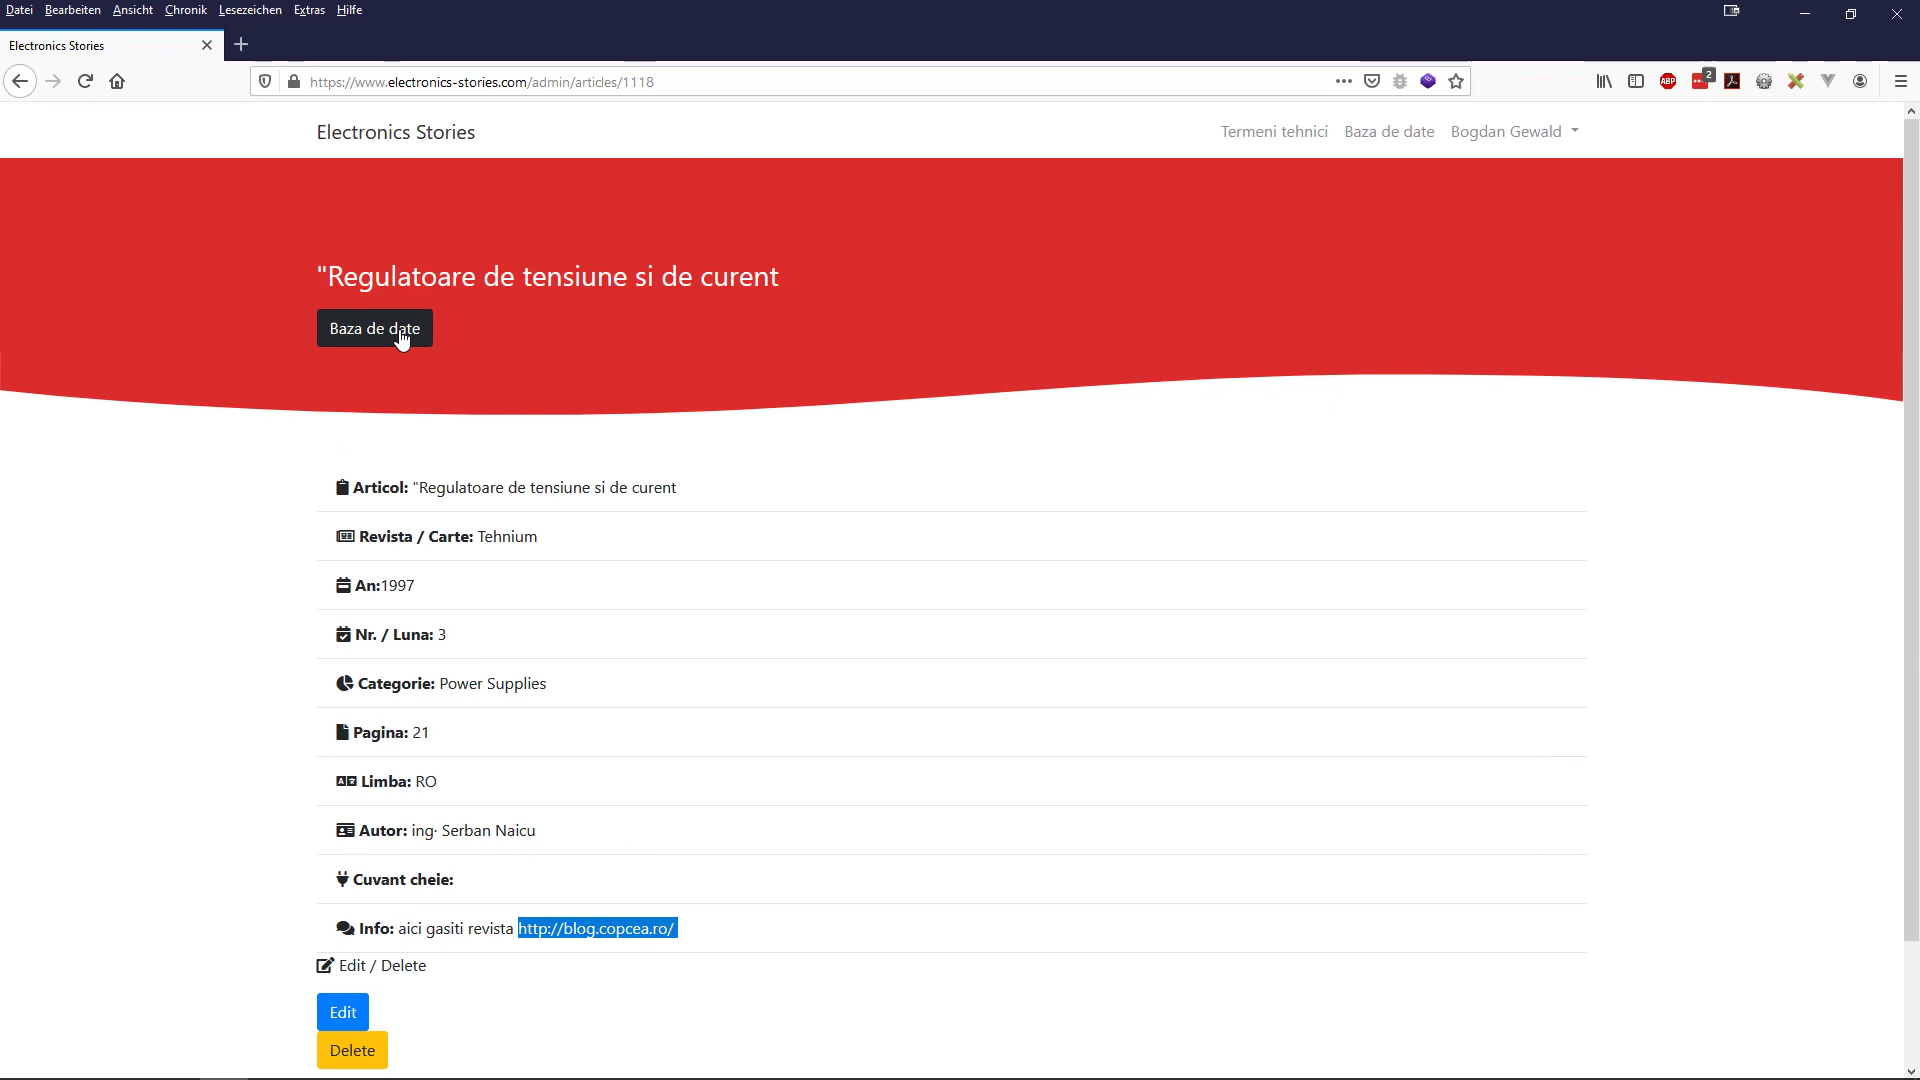 Datei Bearbeiten Ansicht Chronik Lesezeichen Extras Hilfe
Electronics Stories
https://www.electronics-stories.com/admin/articles/1118
ABP
2
Electronics Stories
Termeni tehnici Baza de date Bogdan Gewald
"Regulatoare de tensiune si de curent
Baza de date
Articol: "Regulatoare de tensiune si de curent
Revista / Carte: Tehnium
An:1997
Nr. / Luna: 3
Categorie: Power Supplies
Pagina: 21
Limba: RO
Autor: ing· Serban Naicu
Cuvant cheie:
Info: aici gasiti revista http://blog.copcea.ro/
Edit / Delete
Edit
Delete